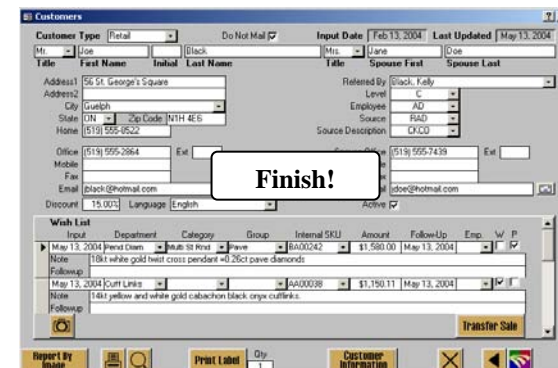 Customers
Customer Type Retail Do Not Mail Input Date Feb 13, 2004 Last Updated May 13, 2004
Mr. Joe Black Mrs. Jane Doe
Title First Name Initial Last Name Title Spouse First Spouse Last
Address1 56 St. George's Square Referred By Black, Kelly
Address2 Level C
City Guelph Employee AD
State ON Zip Code N1H 4E6 Source RAD
Home (519) 555-8522 Source Description CKCO
Office (519) 555-2864 Ext Office (519) 555-7439 Ext
Mobile
Fax
Email jblack@hotmail.com jdoe@hotmail.com
Finish!
Discount 15.00% Language English Active
Wish List
Input Department Category Group Internal SKU Amount Follow-Up Emp. W P
May 13, 2004 Pend Diam Multi St Rnd Pave BA00242 $1,580.00 May 13, 2004
Note 18kt white gold twist cross pendant =0.26ct pave diamonds
Followup
May 13, 2004 Cuff Links AA00038 $1,150.11 May 13, 2004
Note 14kt yellow and white gold cabachon black onyx cufflinks.
Followup
Transfer Sale
Report By Image Print Label Qty 1 Customer Information